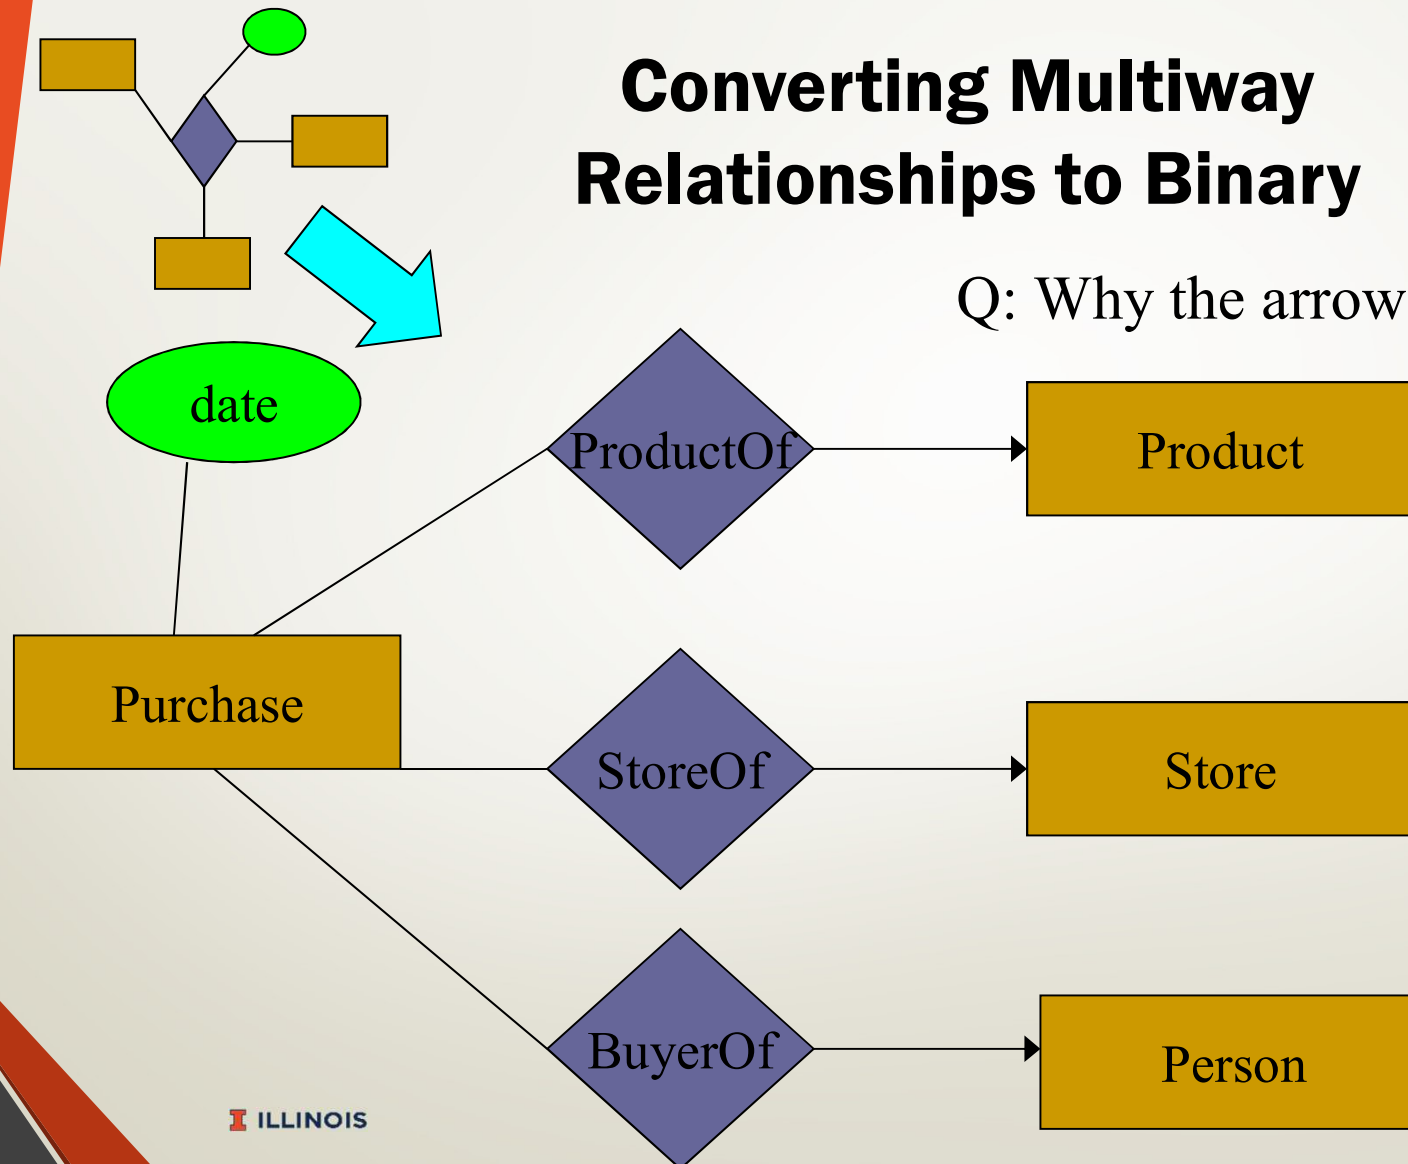 Converting Multiway
Relationships to Binary
Q: Why the arrow
date
ProductOf
Product
Purchase
StoreOf
Store
BuyerOf
Person
I ILLINOIS